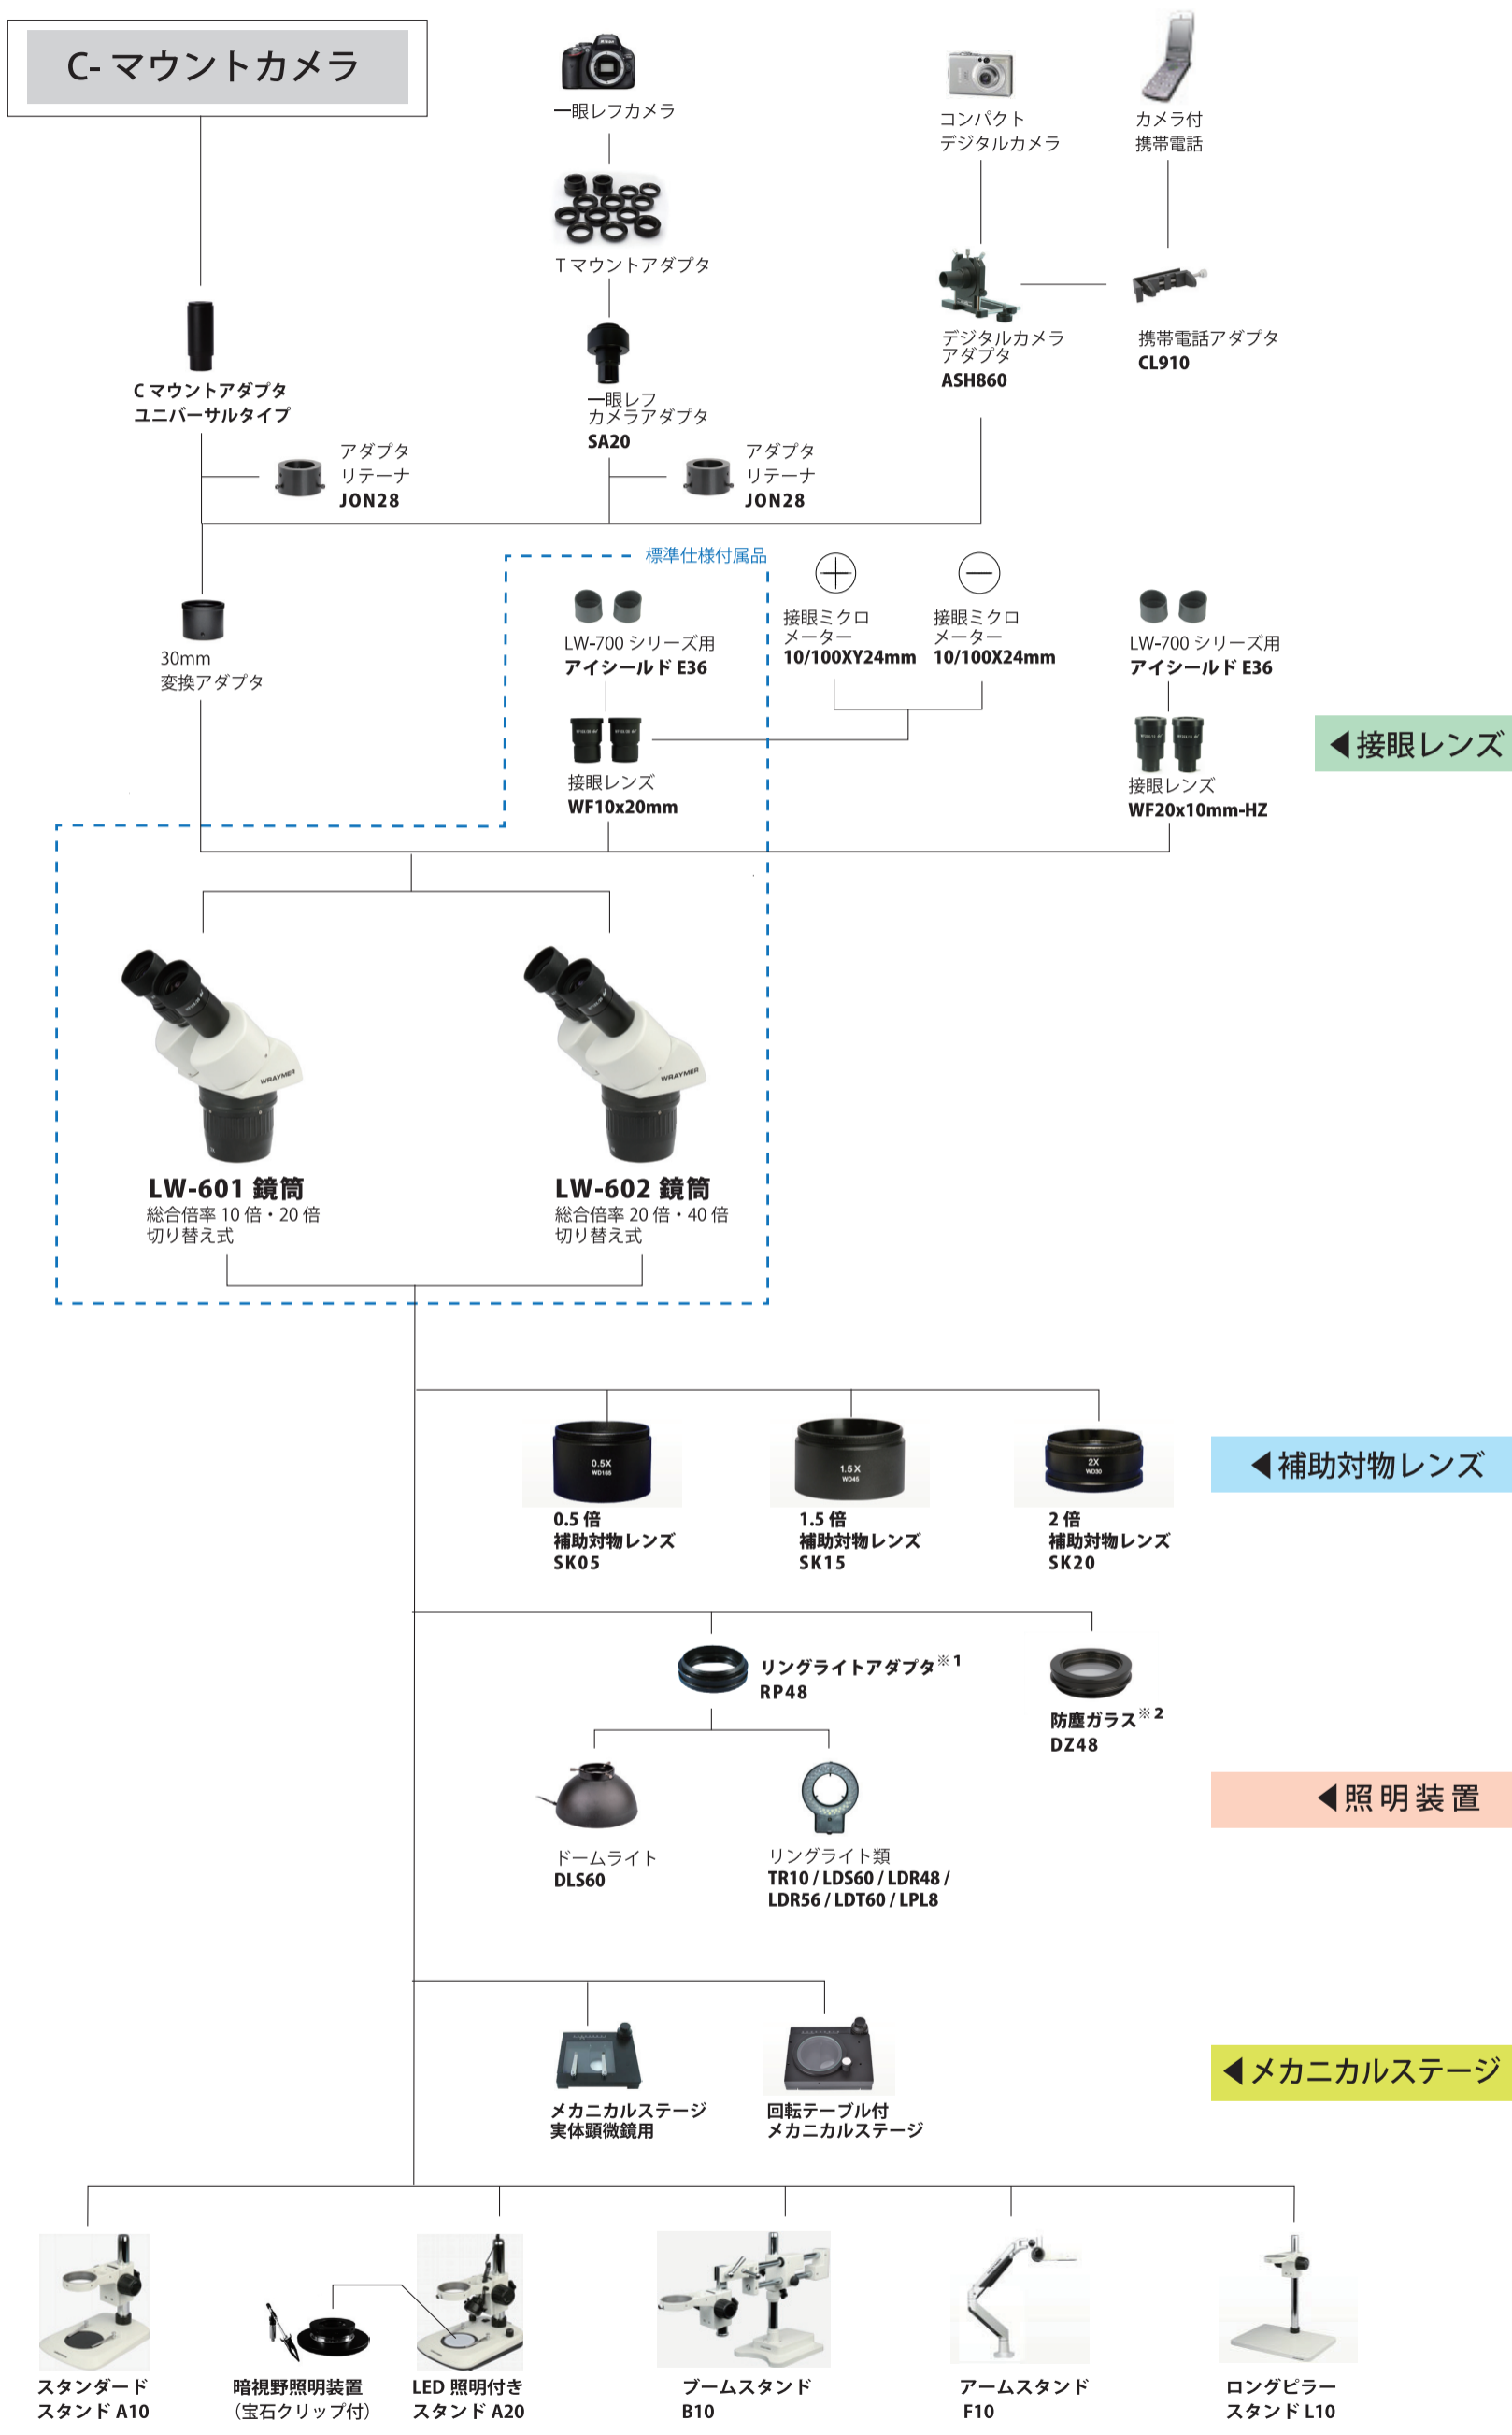 C- マウントカメラ
一眼レフカメラ
コンパクト
デジタルカメラ
カメラ付
携帯電話
T マウントアダプタ
C マウントアダプタ
ユニバーサルタイプ
一眼レフ
カメラアダプタ
SA20
デジタルカメラ
アダプタ
ASH860
携帯電話アダプタ
CL910
アダプタ
リテーナ
JON28
アダプタ
リテーナ
JON28
標準仕様付属品
30mm
変換アダプタ
LW-700 シリーズ用
アイシールド E36
接眼ミクロ
メーター
10/100XY24mm
接眼ミクロ
メーター
10/100X24mm
LW-700 シリーズ用
アイシールド E36
接眼レンズ
WF10x20mm
接眼レンズ
WF20x10mm-HZ
◀接眼レンズ
WRAYMER
WRAYMER
LW-601 鏡筒
総合倍率 10 倍・20 倍
切り替え式
LW-602 鏡筒
総合倍率 20 倍・40 倍
切り替え式
0.5X
WD165
1.5X
WD45
2X
WD30
◀補助対物レンズ
0.5 倍
補助対物レンズ
SK05
1.5 倍
補助対物レンズ
SK15
2 倍
補助対物レンズ
SK20
リングライトアダプタ※1
RP48
防塵ガラス※2
DZ48
◀照明装置
ドームライト
DLS60
リングライト類
TR10 / LDS60 / LDR48 /
LDR56 / LDT60 / LPL8
◀メカニカルステージ
メカニカルステージ
実体顕微鏡用
回転テーブル付
メカニカルステージ
スタンダード
スタンド A10
暗視野照明装置
（宝石クリップ付）
LED 照明付き
スタンド A20
ブームスタンド
B10
アームスタンド
F10
ロングピラー
スタンド L10